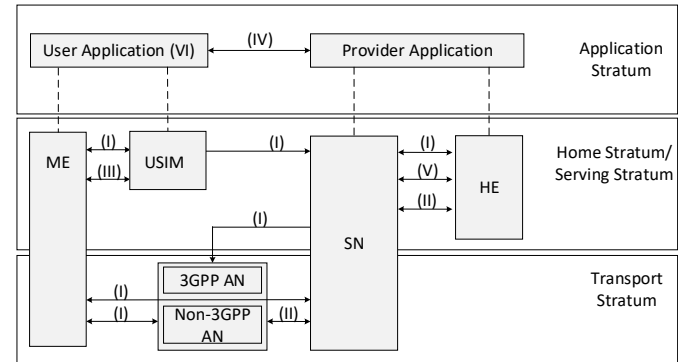 User Application (VI)
(IV)
Provider Application
Application
Stratum
ME
(I)
(III)
USIM
(I)
(I)
(V)
(II)
HE
Home Stratum/
Serving Stratum
(I)
SN
3GPP AN
(I)
(I)
Non-3GPP
AN
(II)
Transport
Stratum